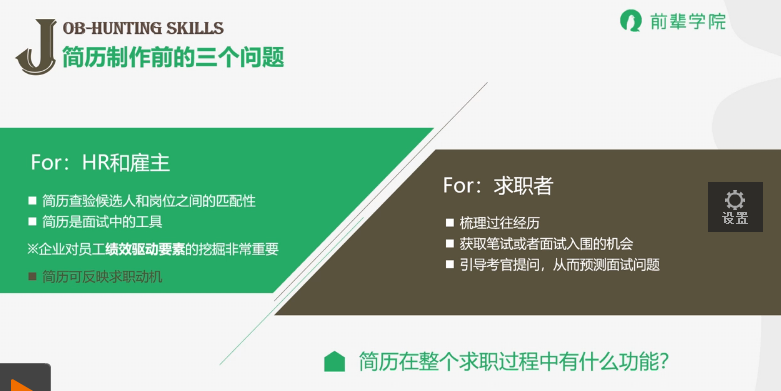 JOB-HUNTING SKILLS
简历制作前的三个问题
前辈学院
For：HR和雇主
简历查验候选人和岗位之间的匹配性
简历是面试中的工具
※企业对员工绩效驱动要素的挖掘非常重要
简历可反映求职动机
For：求职者
梳理过往经历
获取笔试或者面试入围的机会
引导考官提问，从而预测面试问题
设置
简历在整个求职过程中有什么功能？